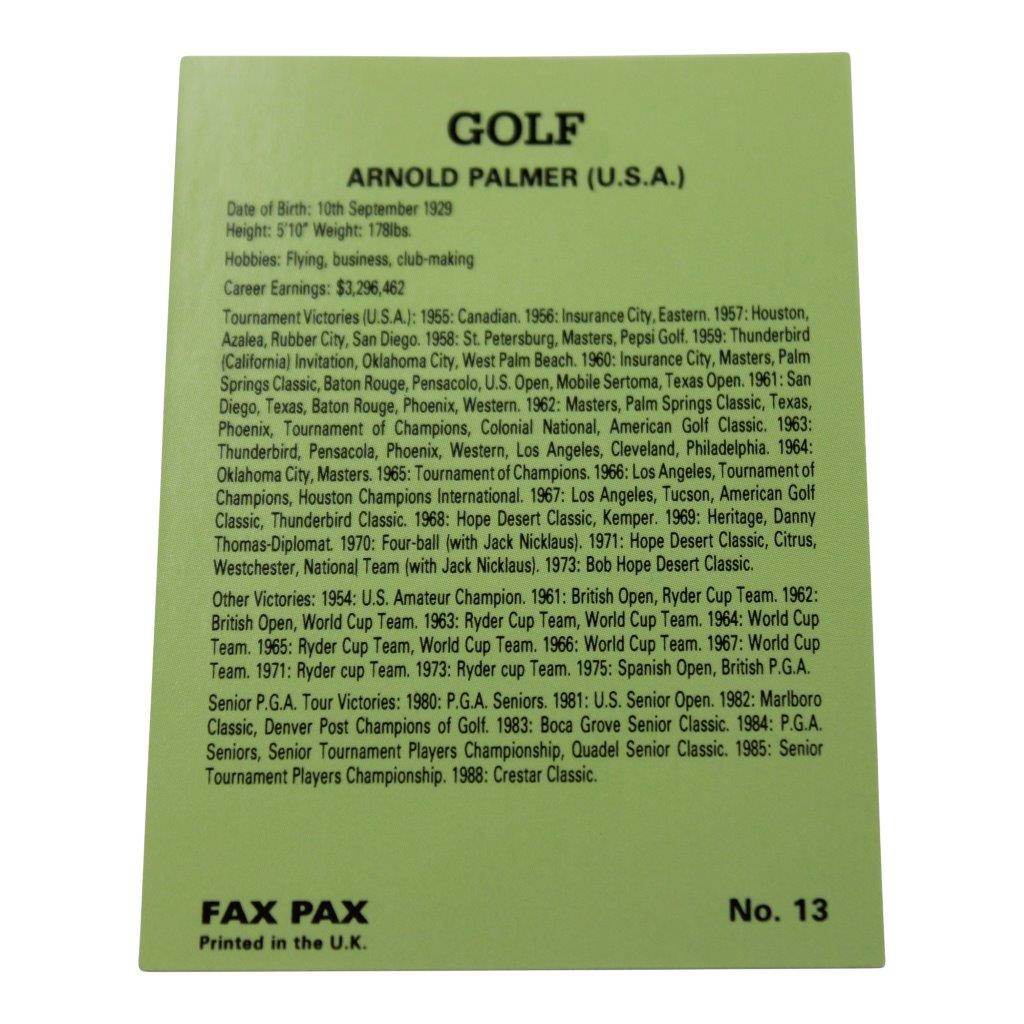 GOLF
ARNOLD PALMER (U.S.A.)
Date of Birth: 10th September 1929
Height: 5'10" Weight: 178lbs.
Hobbies: Flying, business, club-making
Career Earnings: $3,296,462
Tournament Victories (U.S.A.): 1955: Canadian. 1956: Insurance City, Eastern. 1957: Houston,
Azalea, Rubber City, San Diego. 1958: St. Petersburg, Masters, Pepsi Golf. 1959: Thunderbird
(California) Invitation, Oklahoma City, West Palm Beach. 1960: Insurance City, Masters, Palm
Springs Classic, Baton Rouge, Pensacolo, U.S. Open, Mobile Sertoma, Texas Open. 1961: San
Diego, Texas, Baton Rouge, Phoenix, Western. 1962: Masters, Palm Springs Classic, Texas,
Phoenix, Tournament of Champions, Colonial National, American Golf Classic. 1963:
Thunderbird, Pensacola, Phoenix, Western, Los Angeles, Cleveland, Philadelphia. 1964:
Oklahoma City, Masters. 1965: Tournament of Champions. 1966: Los Angeles, Tournament of
Champions, Houston Champions International. 1967: Los Angeles, Tucson, American Golf
Classic, Thunderbird Classic. 1968: Hope Desert Classic, Kemper. 1969: Heritage, Danny
Thomas-Diplomat. 1970: Four-ball (with Jack Nicklaus). 1971: Hope Desert Classic, Citrus,
Westchester, National Team (with Jack Nicklaus). 1973: Bob Hope Desert Classic.
Other Victories: 1954: U.S. Amateur Champion. 1961: British Open, Ryder Cup Team. 1962:
British Open, World Cup Team. 1963: Ryder Cup Team, World Cup Team. 1964: World Cup
Team. 1965: Ryder Cup Team, World Cup Team. 1966: World Cup Team. 1967: World Cup
Team. 1971: Ryder cup Team. 1973: Ryder cup Team. 1975: Spanish Open, British P.G.A.
Senior P.G.A. Tour Victories: 1980: P.G.A. Seniors. 1981: U.S. Senior Open. 1982: Marlboro
Classic, Denver Post Champions of Golf. 1983: Boca Grove Senior Classic. 1984: P.G.A.
Seniors, Senior Tournament Players Championship, Quadel Senior Classic. 1985: Senior
Tournament Players Championship. 1988: Crestar Classic.
FAX PAX
No. 13
Printed in the U.K.